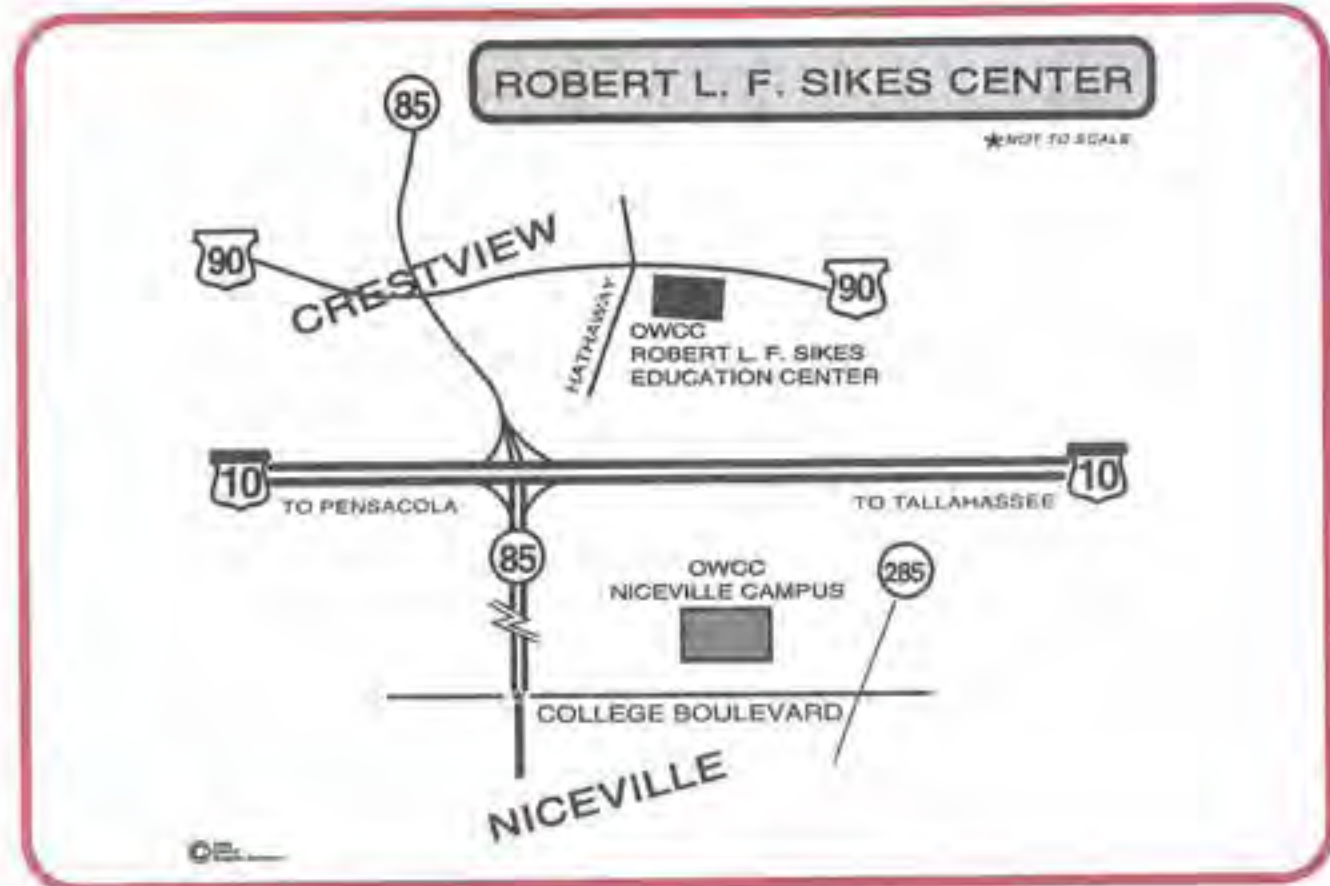 ROBERT L. F. SIKES CENTER
*NOT TO SCALE
85
90
CRESTVIEW
HATHAWAY
90
OWCC
ROBERT L. F. SIKES
EDUCATION CENTER
10
TO PENSACOLA
TO TALLAHASSEE
10
85
OWCC
NICEVILLE CAMPUS
285
COLLEGE BOULEVARD
NICEVILLE